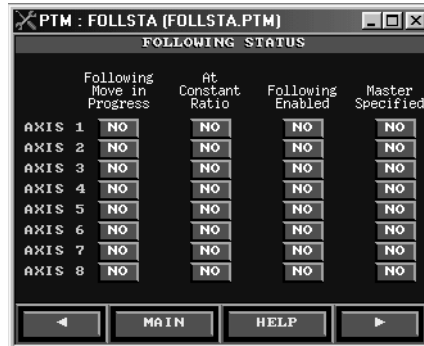 PTM : FOLLSTA (FOLLSTA.PTM)
FOLLOWING STATUS
Following Move in Progress At Constant Ratio Following Enabled Master Specified
AXIS 1 NO NO NO NO
AXIS 2 NO NO NO NO
AXIS 3 NO NO NO NO
AXIS 4 NO NO NO NO
AXIS 5 NO NO NO NO
AXIS 6 NO NO NO NO
AXIS 7 NO NO NO NO
AXIS 8 NO NO NO NO
MAIN HELP